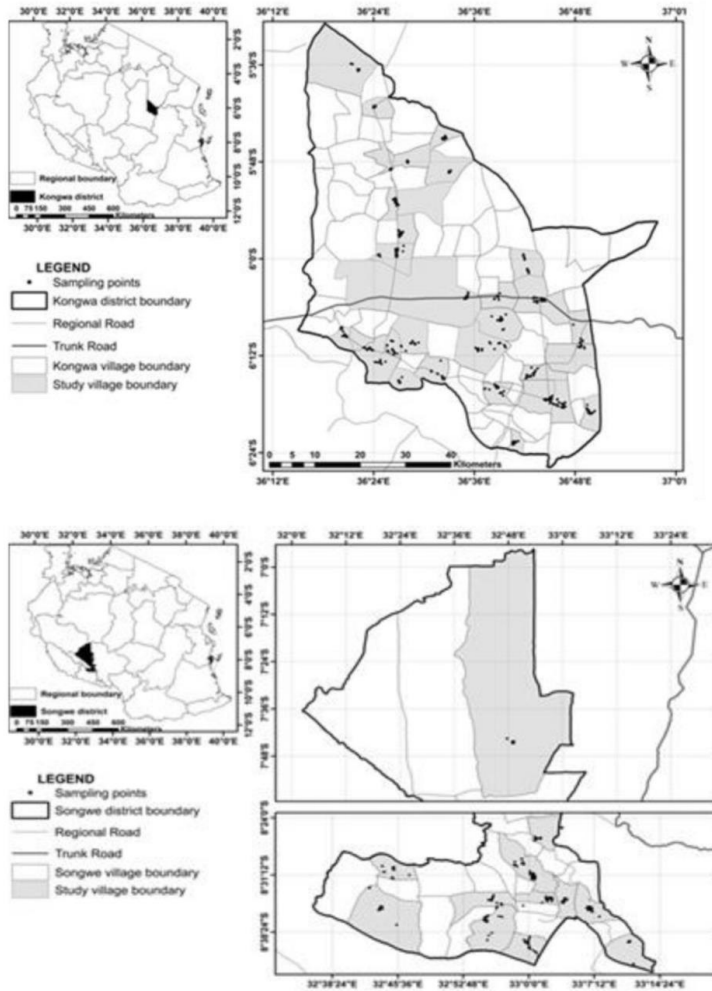 30°0'E 32°0'E 34°0'E 36°0'E 38°0'E 40°0'E
2°0'S
4°0'S
6°0'S
8°0'S
10°0'S
12°0'S
Regional boundary
Kongwa district
0 75 150 300 450 600
Kilometers
30°0'E 32°0'E 34°0'E 36°0'E 38°0'E 40°0'E
LEGEND
Sampling points
Kongwa district boundary
Regional Road
Trunk Road
Kongwa village boundary
Study village boundary
36°12'E 36°24'E 36°36'E 36°48'E 37°01
5°36'S
5°48'S
6°0'S
6°12'S
6°24'S
N
W E
S
0 5 10 20 30 40
Kilometers
36°12'E 36°24'E 36°36'E 36°48'E 37°01
30°0'E 32°0'E 34°0'E 36°0'E 38°0'E 40°0'E
2°0'S
4°0'S
6°0'S
8°0'S
10°0'S
12°0'S
Regional boundary
Songwe district
0 75 150 300 450 600
Kilometers
30°0'E 32°0'E 34°0'E 36°0'E 38°0'E 40°0'E
LEGEND
Sampling points
Songwe district boundary
Regional Road
Trunk Road
Songwe village boundary
Study village boundary
32°0'E 32°12'E 32°24'E 32°36'E 32°48'E 33°0'E 33°12'E 33°24'E
7°0'S
7°12'S
7°24'S
7°36'S
7°48'S
N
W E
S
8°24'0"S
8°31'12"S
8°38'24"S
32°38'24"E 32°45'36"E 32°52'48"E 33°0'0"E 33°7'12"E 33°14'24"E